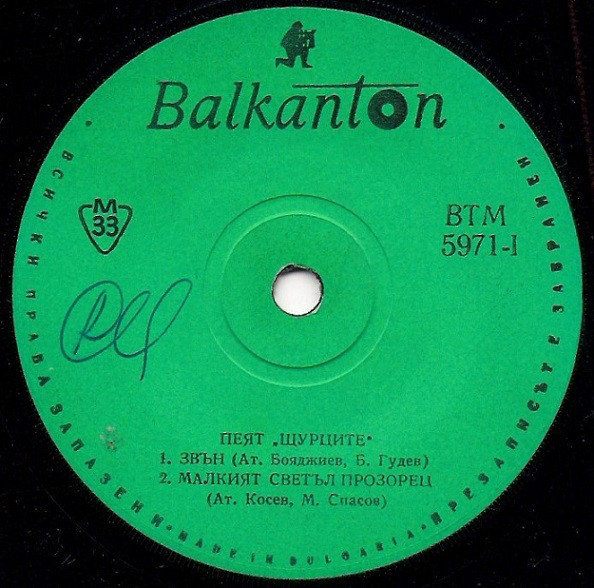 Balkanton
М
33
ВТМ
5971-I
ПЕЯТ „ЩУРЦИТЕ"
1. ЗВЪН (Ат. Бояджиев, Б. Гудев)
2. МАЛКИЯТ СВЕТЪЛ ПРОЗОРЕЦ
(Ат. Косев, М. Спасов)
• ВСИЧКИ ПРАВА ЗАПАЗЕНИ • MADE IN BULGARIA • ПРЕЗАПИСЪТ Е ЗАБРАНЕН •